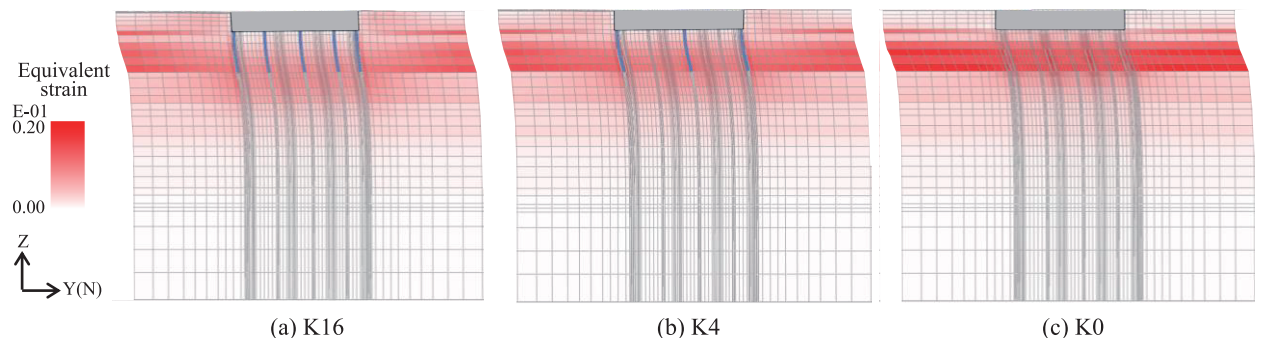 Equivalent
strain
E-01
0.20
0.00
Z
Y(N)
(a) K16
(b) K4
(c) K0